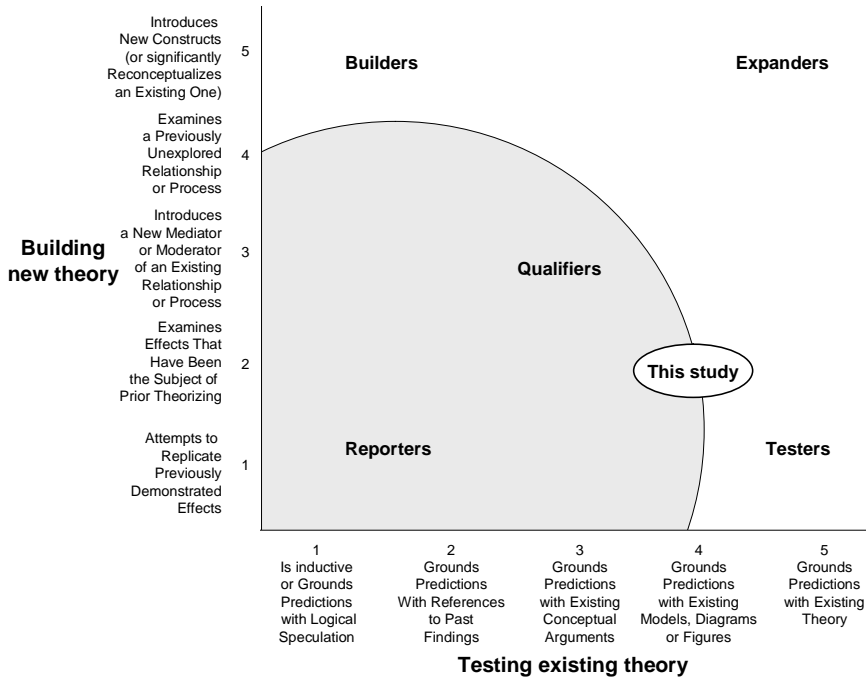 Introduces
New Constructs
(or significantly
Reconceptualizes
an Existing One)
5
Builders
Expanders
Examines
a Previously
Unexplored
Relationship
or Process
4
Building
new theory
Introduces
a New Mediator
or Moderator
of an Existing
Relationship
or Process
3
Qualifiers
Examines
Effects That
Have Been
the Subject of
Prior Theorizing
2
This study
Attempts to
Replicate
Previously
Demonstrated
Effects
1
Reporters
Testers
1
Is inductive
or Grounds
Predictions
with Logical
Speculation
2
Grounds
Predictions
With References
to Past
Findings
3
Grounds
Predictions
with Existing
Conceptual
Arguments
4
Grounds
Predictions
with Existing
Models, Diagrams
or Figures
5
Grounds
Predictions
with Existing
Theory
Testing existing theory